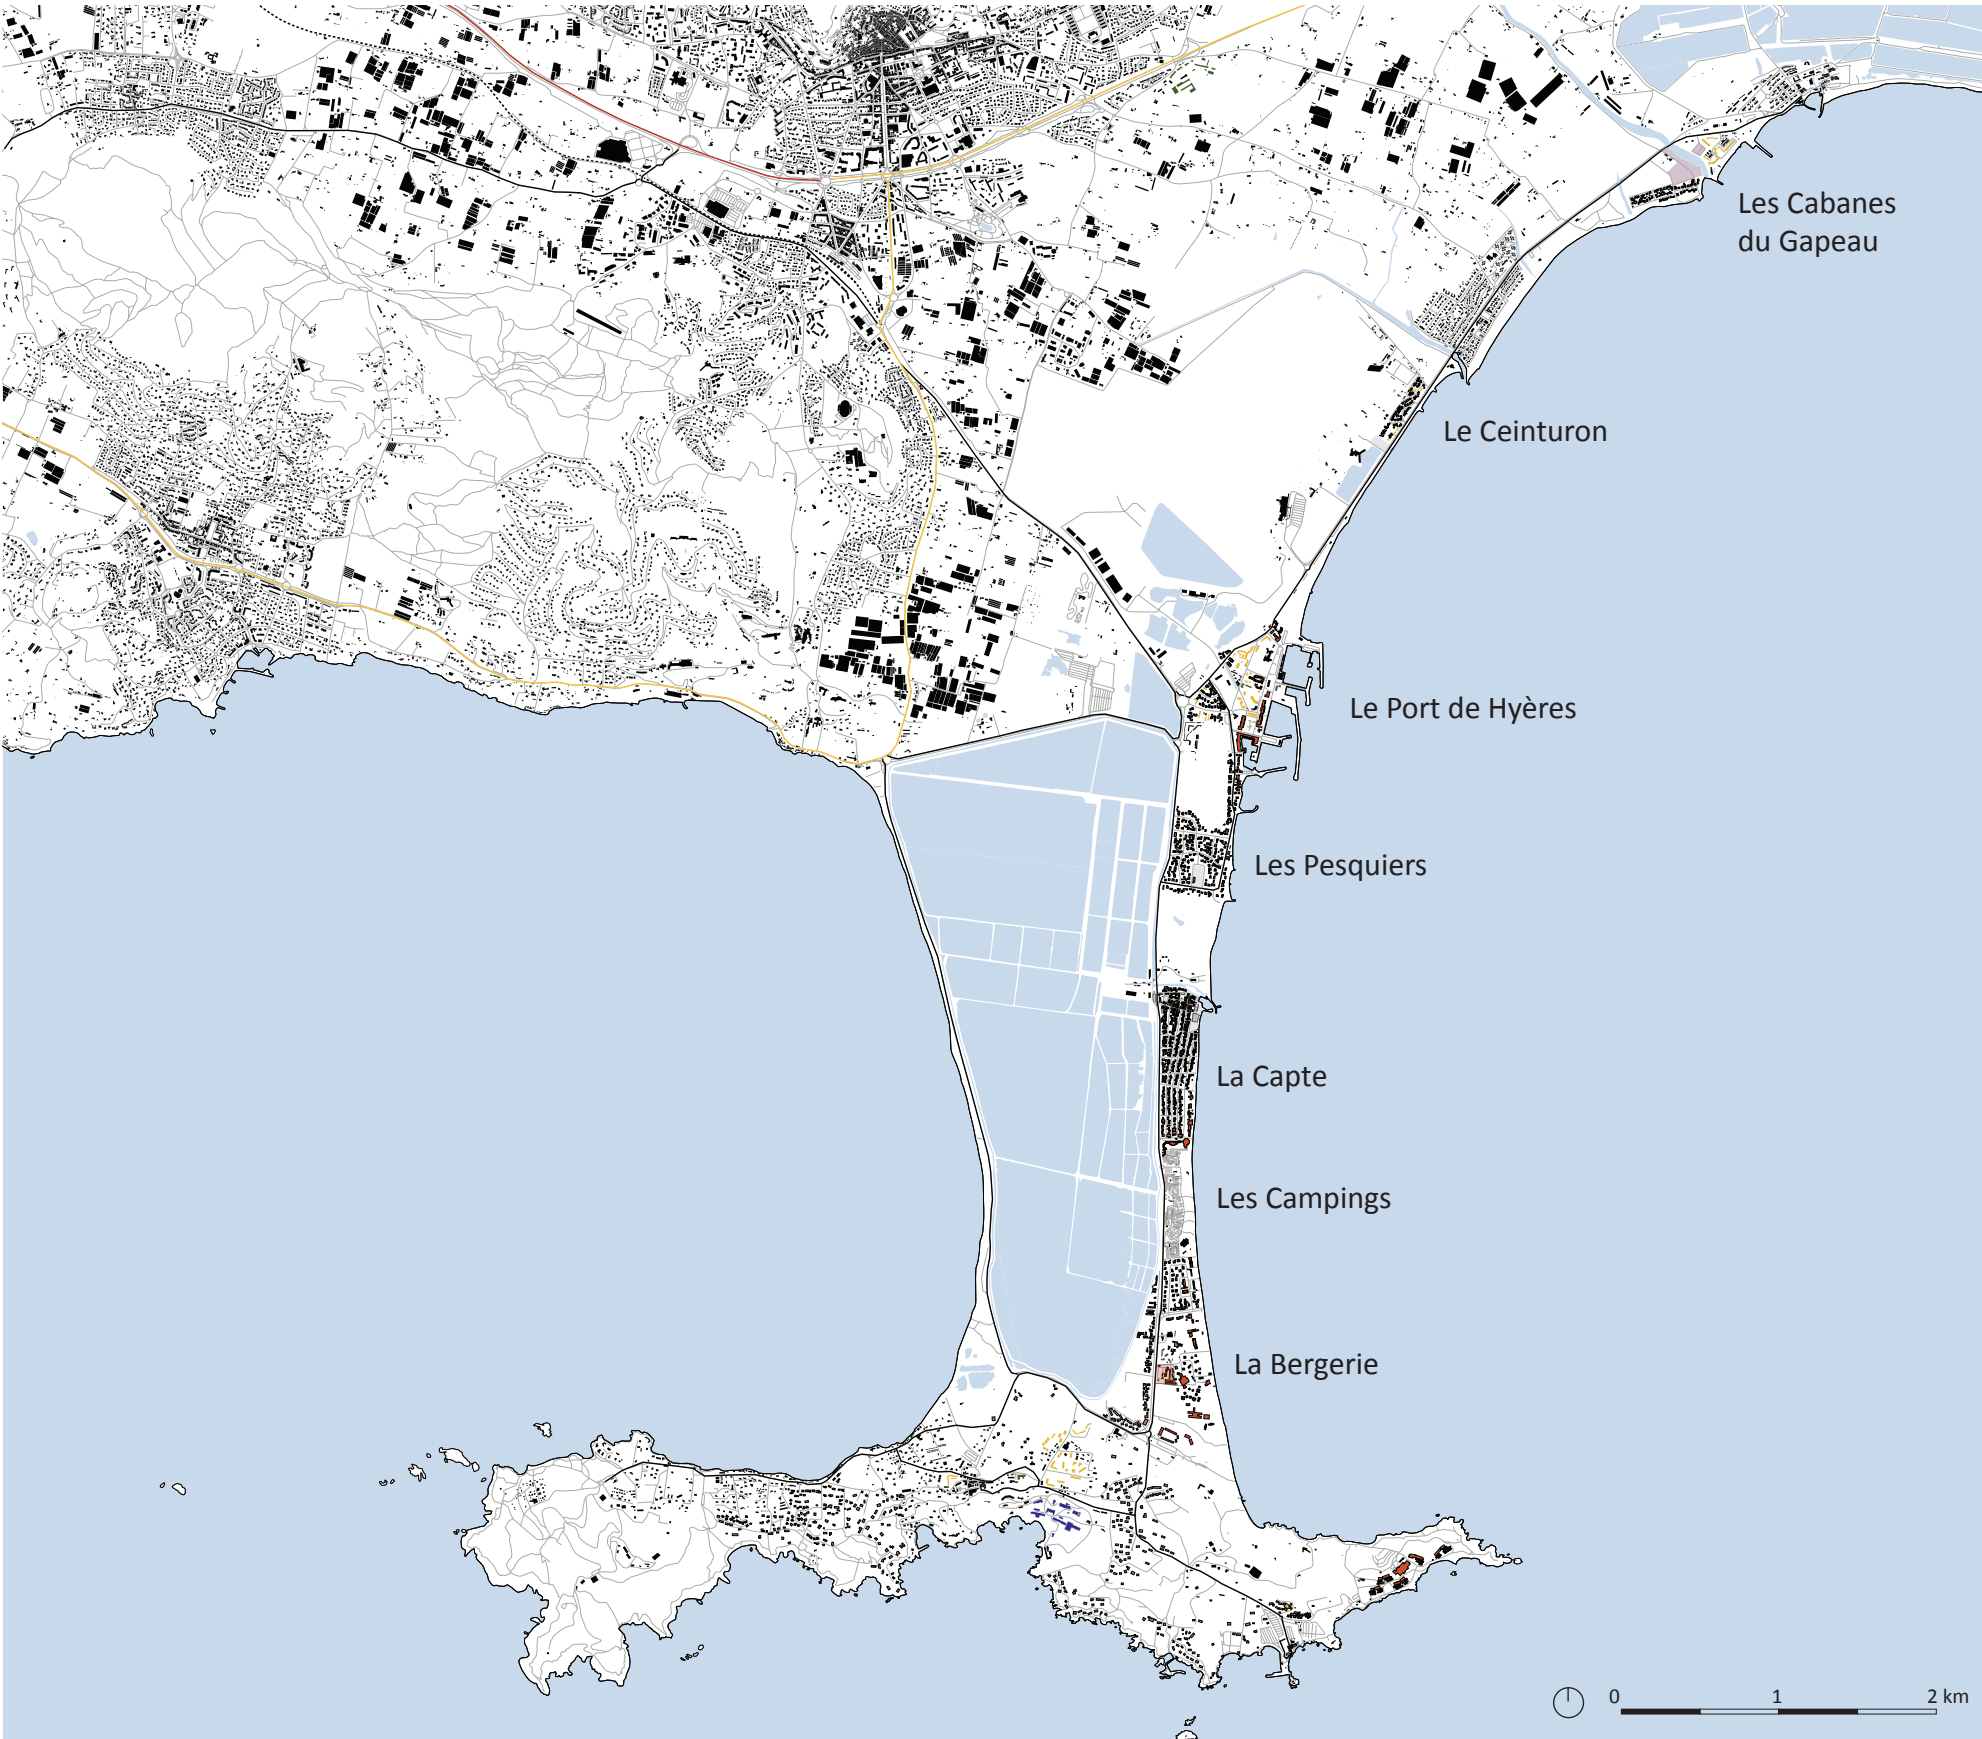 Les Cabanes
du Gapeau
Le Ceinturon
Le Port de Hyères
Les Pesquiers
La Capte
Les Campings
La Bergerie
0 1 2 km